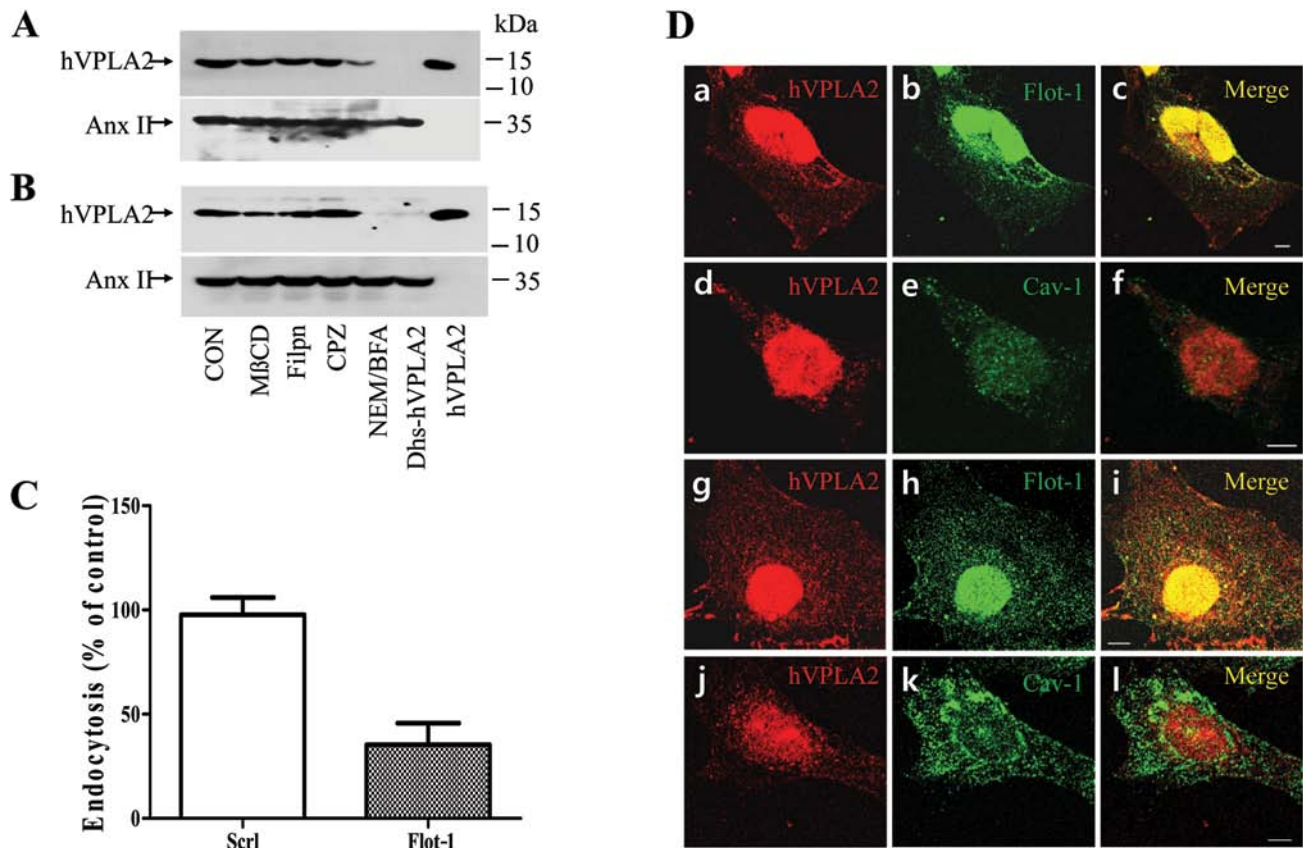 A
kDa
hVPLA2
15
10
Anx II
35
B
hVPLA2
15
10
Anx II
35
CON
MβCD
Filpn
CPZ
NEM/BFA
Dhs-hVPLA2
hVPLA2
C
Endocytosis (% of control)
150
100
50
0
Scrl
Flot-1
D
a
hVPLA2
b
Flot-1
c
Merge
d
hVPLA2
e
Cav-1
f
Merge
g
hVPLA2
h
Flot-1
i
Merge
j
hVPLA2
k
Cav-1
l
Merge